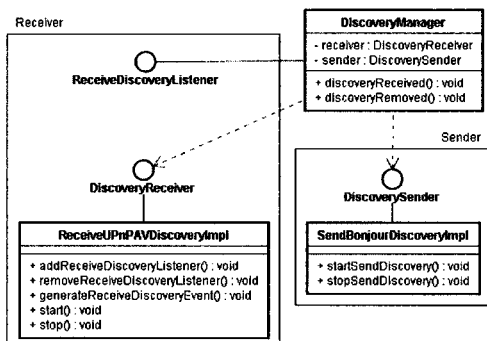 Receiver
DiscoveryManager
- receiver : DiscoveryReceiver
- sender : DiscoverySender
+ discoveryReceived() : void
+ discoveryRemoved() : void
ReceiveDiscoveryListener
Sender
DiscoveryReceiver
DiscoverySender
ReceiveUPnPAVDiscoveryImpl
+ addReceiveDiscoveryListener() : void
+ removeReceiveDiscoveryListener() : void
+ generateReceiveDiscoveryEvent() : void
+ start() : void
+ stop() : void
SendBonjourDiscoveryImpl
+ startSendDiscovery() : void
+ stopSendDiscovery() : void